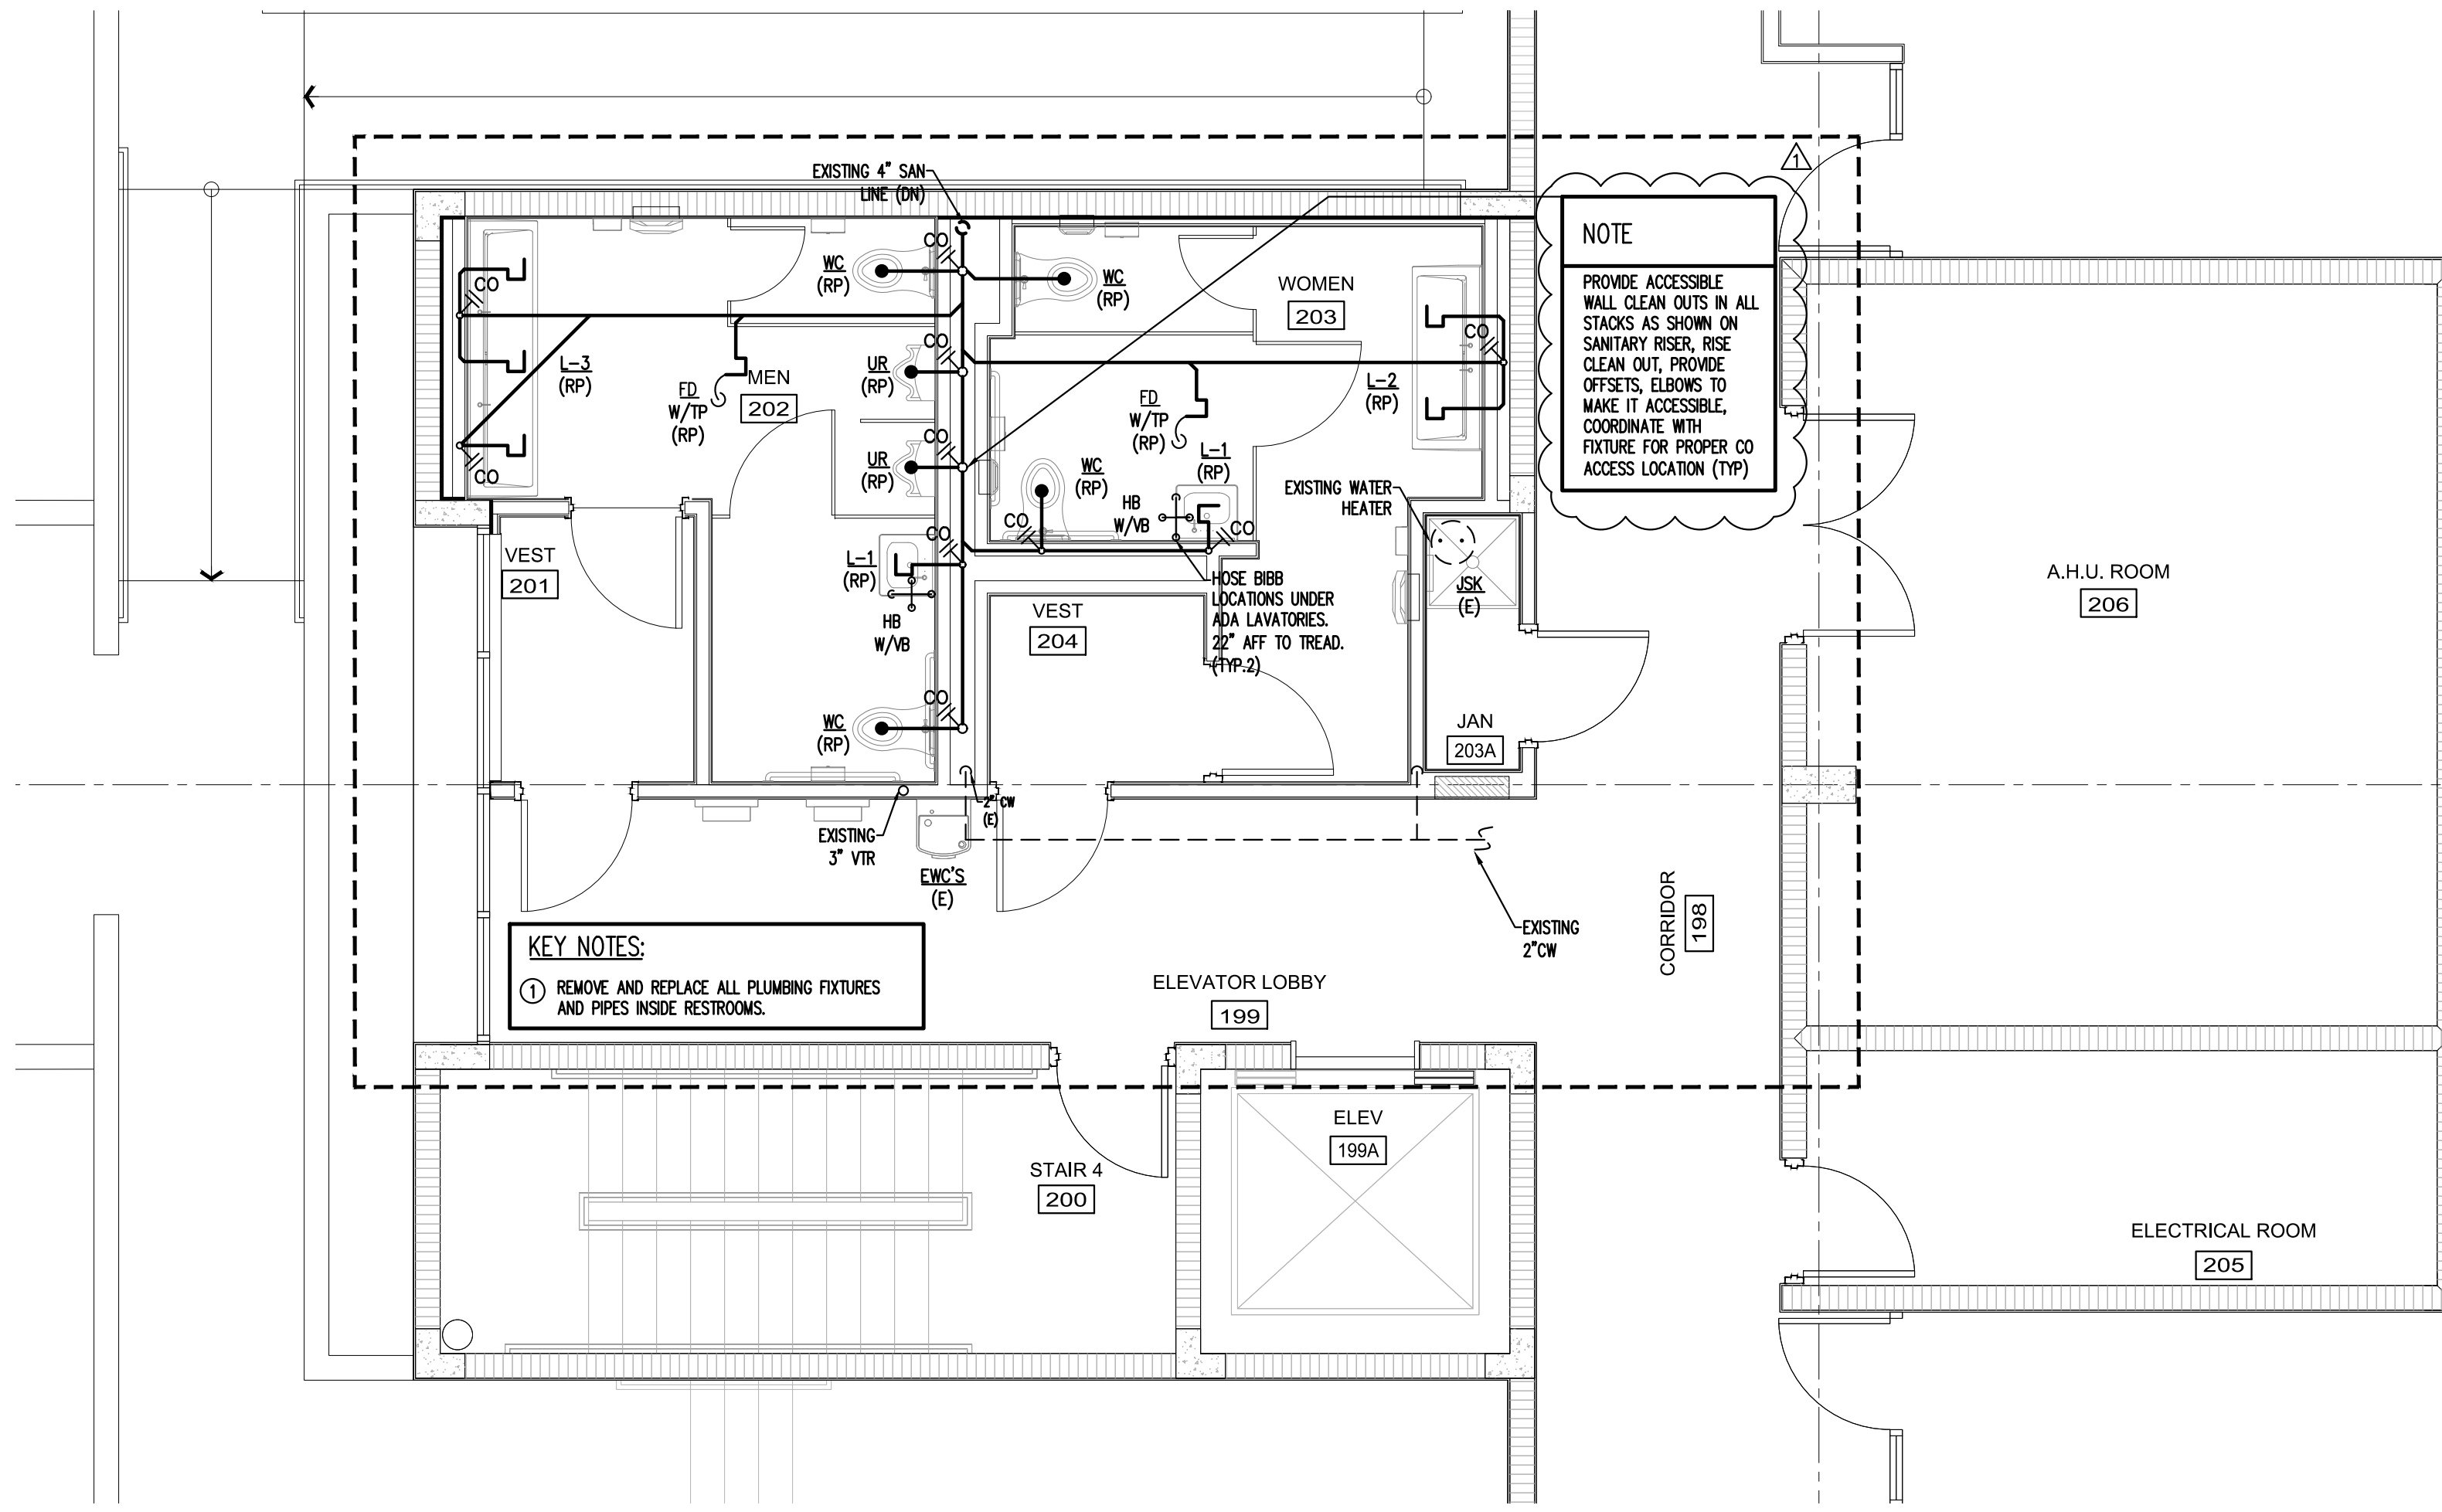 1
EXISTING 4" SAN
LINE (DN)
NOTE
PROVIDE ACCESSIBLE
WALL CLEAN OUTS IN ALL
STACKS AS SHOWN ON
SANITARY RISER, RISE
CLEAN OUT, PROVIDE
OFFSETS, ELBOWS TO
MAKE IT ACCESSIBLE,
COORDINATE WITH
FIXTURE FOR PROPER CO
ACCESS LOCATION (TYP)
CO
WC
(RP)
WC
(RP)
WOMEN
203
CO
CO
CO
L-3
(RP)
UR
(RP)
MEN
202
FD
W/TP
(RP)
L-2
(RP)
FD
W/TP
(RP)
CO
UR
(RP)
CO
L-1
(RP)
WC
(RP)
EXISTING WATER
HEATER
HB
W/VB
CO
CO
CO
VEST
201
L-1
(RP)
HB
W/VB
HOSE BIBB
LOCATIONS UNDER
ADA LAVATORIES.
22" AFF TO TREAD.
(TYP.2)
VEST
204
JSK
(E)
A.H.U. ROOM
206
CO
WC
(RP)
JAN
203A
2" CW
(E)
EXISTING
3" VTR
EWC'S
(E)
EXISTING
2"CW
CORRIDOR
198
KEY NOTES:
1 REMOVE AND REPLACE ALL PLUMBING FIXTURES
AND PIPES INSIDE RESTROOMS.
ELEVATOR LOBBY
199
ELEV
199A
STAIR 4
200
ELECTRICAL ROOM
205